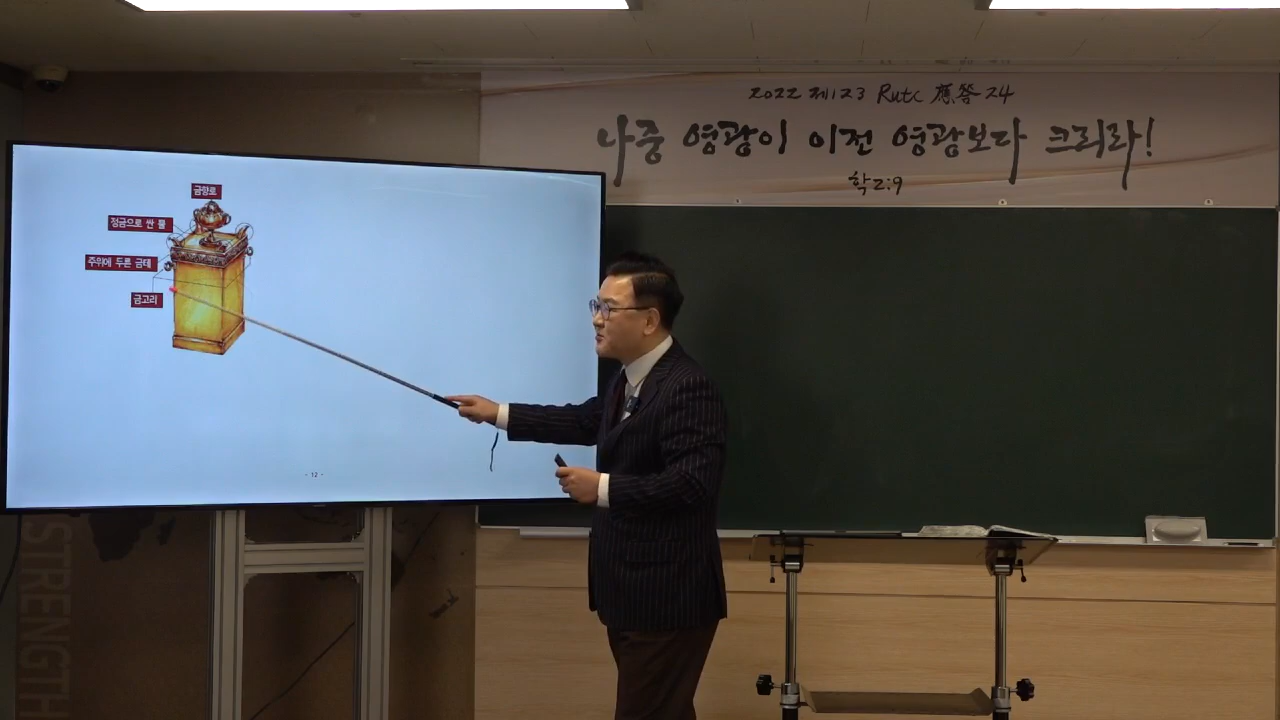 2022 제123 Rutc 應答 24
나중 영광이 이전 영광보다 크리라!
학2:9
금향로
정금으로 싼 뿔
주위에 두른 금테
금고리
- 12 -
STRENGTH